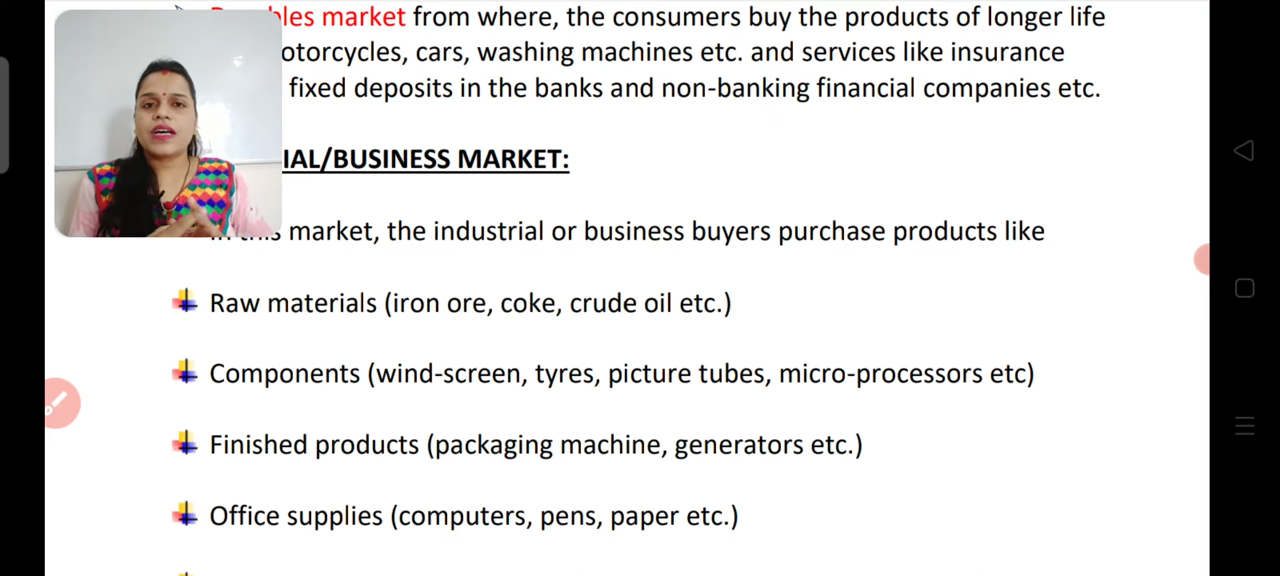 bles market from where, the consumers buy the products of longer life
otorcycles, cars, washing machines etc. and services like insurance
fixed deposits in the banks and non-banking financial companies etc.
IAL/BUSINESS MARKET:
market, the industrial or business buyers purchase products like
Raw materials (iron ore, coke, crude oil etc.)
Components (wind-screen, tyres, picture tubes, micro-processors etc)
Finished products (packaging machine, generators etc.)
Office supplies (computers, pens, paper etc.)